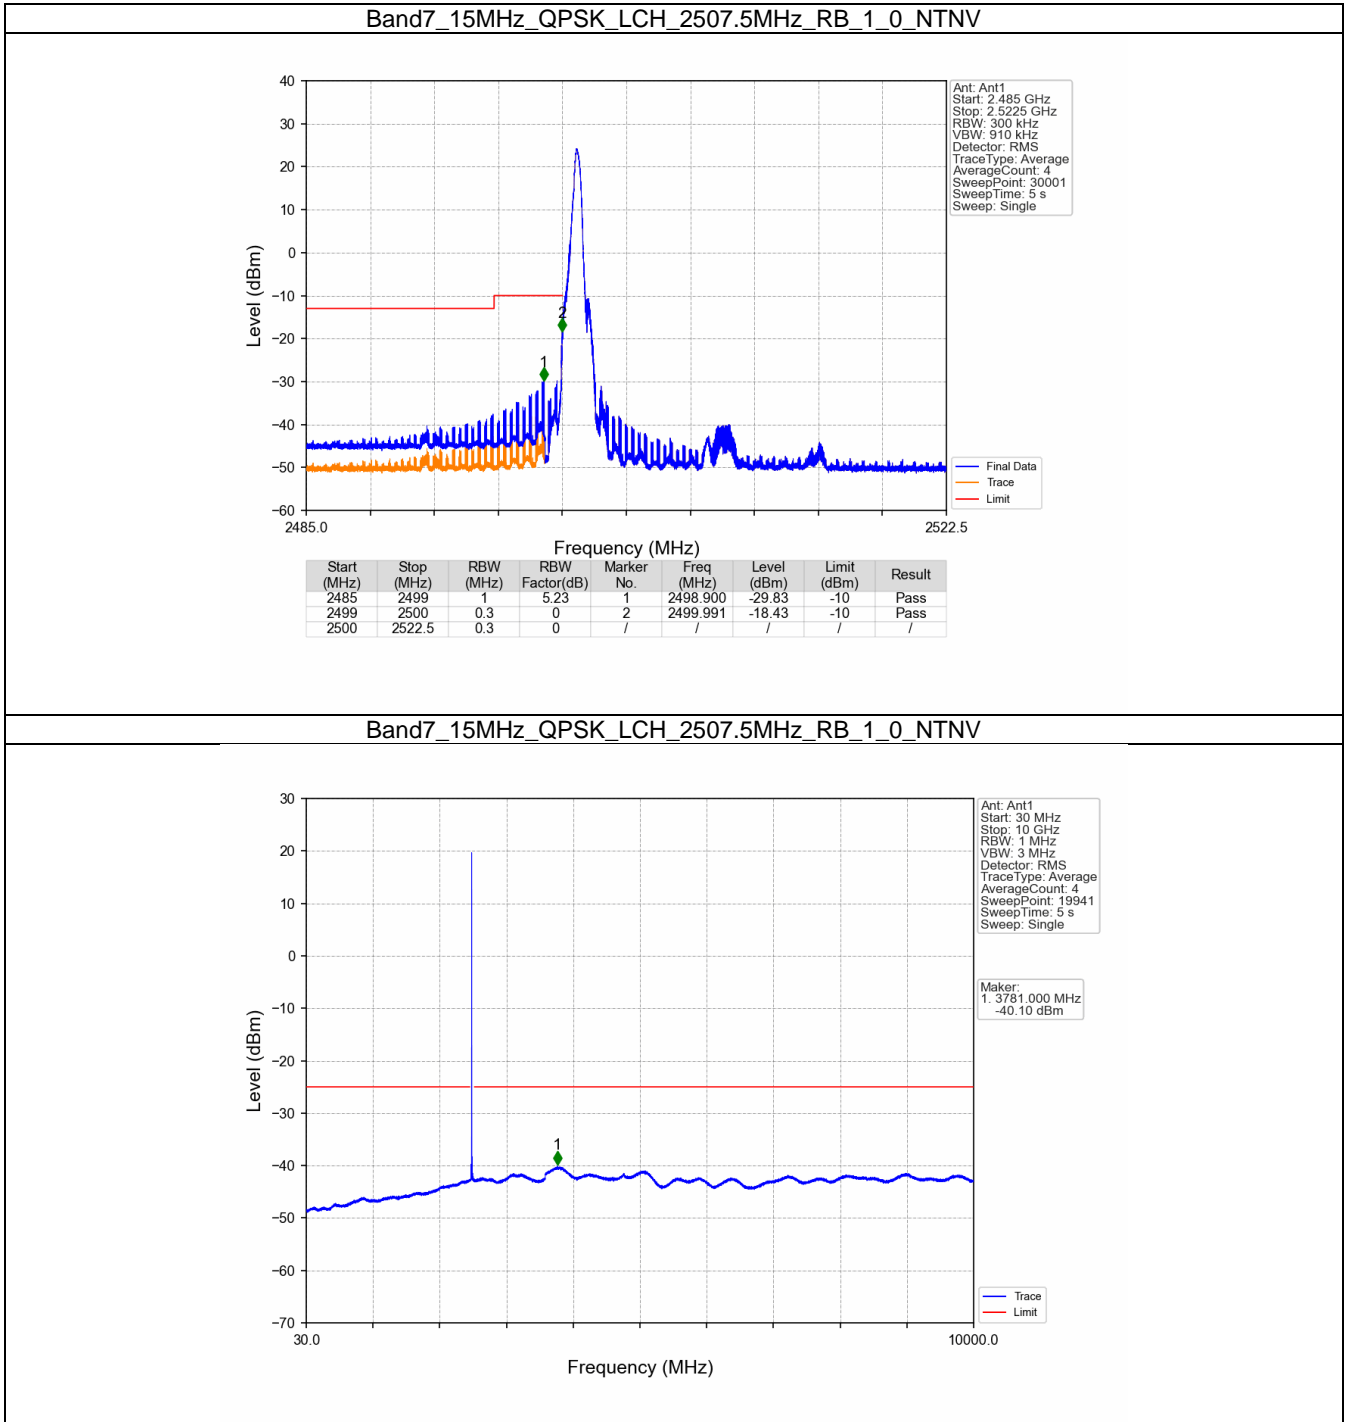 Band7_15MHz_QPSK_LCH_2507.5MHz_RB_1_0_NTNV
40
30
20
10
0
−10
−20
−30
−40
−50
−60
Level (dBm)
2485.0
2522.5
Frequency (MHz)
1
2
Ant: Ant1
Start: 2.485 GHz
Stop: 2.5225 GHz
RBW: 300 kHz
VBW: 910 kHz
Detector: RMS
TraceType: Average
AverageCount: 4
SweepPoint: 30001
SweepTime: 5 s
Sweep: Single
Final Data
Trace
Limit
Start (MHz) Stop (MHz) RBW (MHz) RBW Factor(dB) Marker No. Freq (MHz) Level (dBm) Limit (dBm) Result
2485 2499 1 5.23 1 2498.900 -29.83 -10 Pass
2499 2500 0.3 0 2 2499.991 -18.43 -10 Pass
2500 2522.5 0.3 0 / / / / /
Band7_15MHz_QPSK_LCH_2507.5MHz_RB_1_0_NTNV
30
20
10
0
−10
−20
−30
−40
−50
−60
−70
Level (dBm)
30.0
10000.0
Frequency (MHz)
1
Ant: Ant1
Start: 30 MHz
Stop: 10 GHz
RBW: 1 MHz
VBW: 3 MHz
Detector: RMS
TraceType: Average
AverageCount: 4
SweepPoint: 19941
SweepTime: 5 s
Sweep: Single
Maker:
1. 3781.000 MHz
-40.10 dBm
Trace
Limit